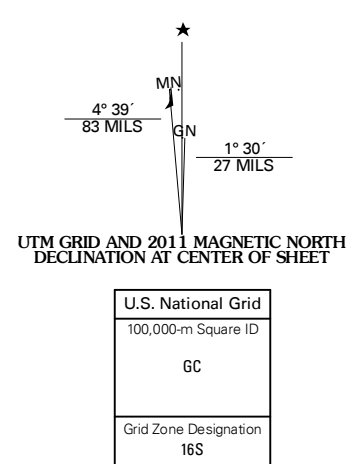 MN
4° 39´
83 MILS
GN
1° 30´
27 MILS
UTM GRID AND 2011 MAGNETIC NORTH
DECLINATION AT CENTER OF SHEET
U.S. National Grid
100,000-m Square ID
GC
Grid Zone Designation
16S